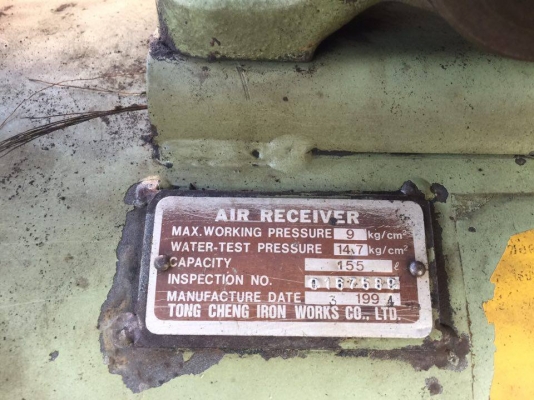 AIR RECEIVER
MAX. WORKING PRESSURE 9 kg/cm²
WATER-TEST PRESSURE 14.7 kg/cm²
CAPACITY 155 ℓ
INSPECTION NO.
MANUFACTURE DATE 3 1994
TONG CHENG IRON WORKS CO., LTD.